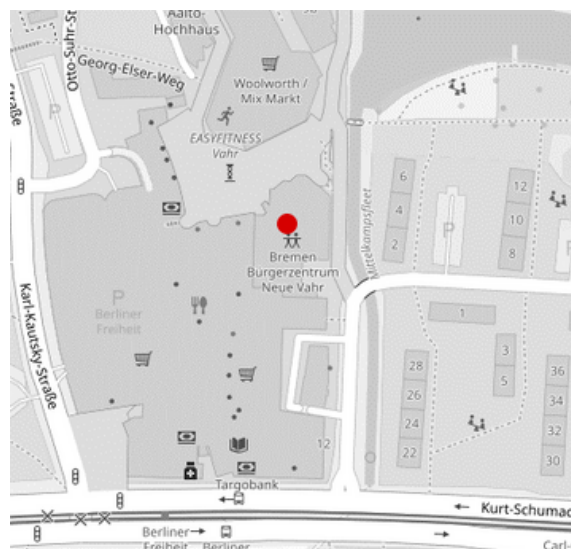 Aalto-
Hochhaus
Otto-Suhr-St
Georg-Elser-Weg
Woolworth /
Mix Markt
straße
EASYFITNESS
Vahr
P
6
4
2
12
10
8
P
Mittelkampsfleet
Bremen
Bürgerzentrum
Neue Vahr
P
Berliner
Freiheit
Karl-Kautsky-Straße
1
3
5
28
26
24
22
36
34
32
30
12
Targobank
Kurt-Schumac
Berliner
Freiheit
Berliner
Carl-